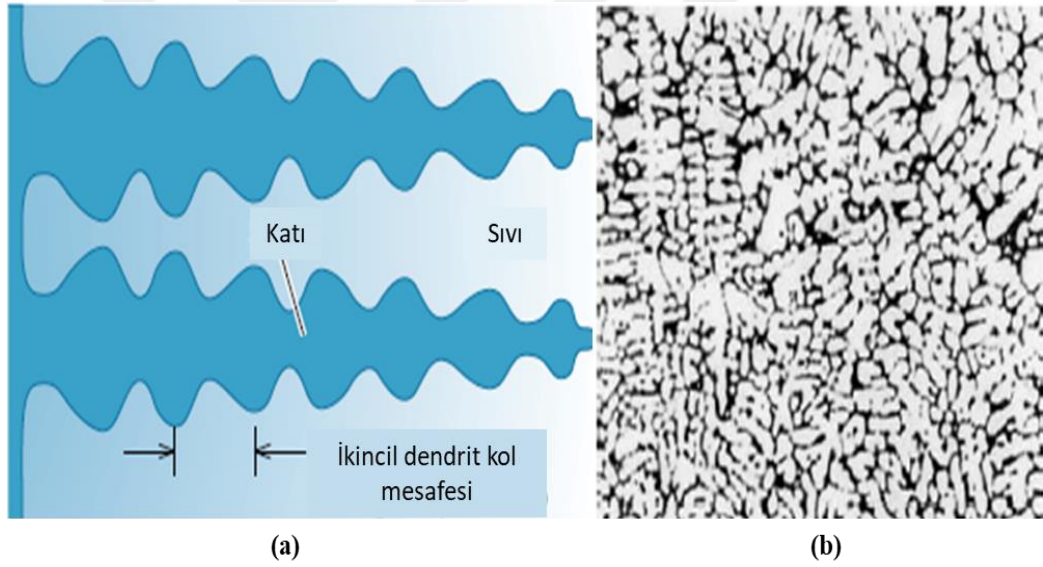 Katı
Sıvı
İkincil dendrit kol
mesafesi
(a)
(b)